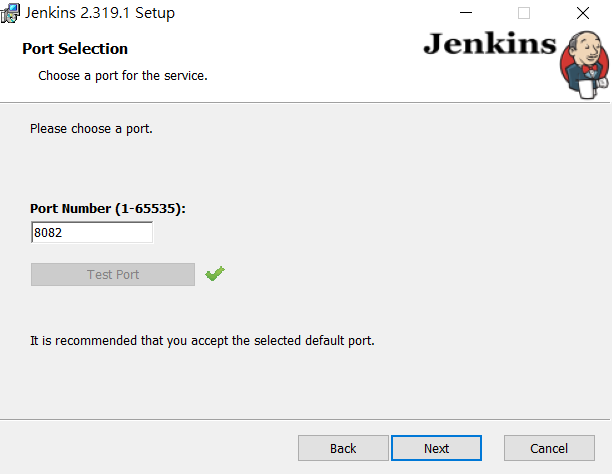 Jenkins 2.319.1 Setup
Port Selection
Choose a port for the service.
Jenkins
Please choose a port.
Port Number (1-65535):
8082
Test Port
It is recommended that you accept the selected default port.
Back
Next
Cancel